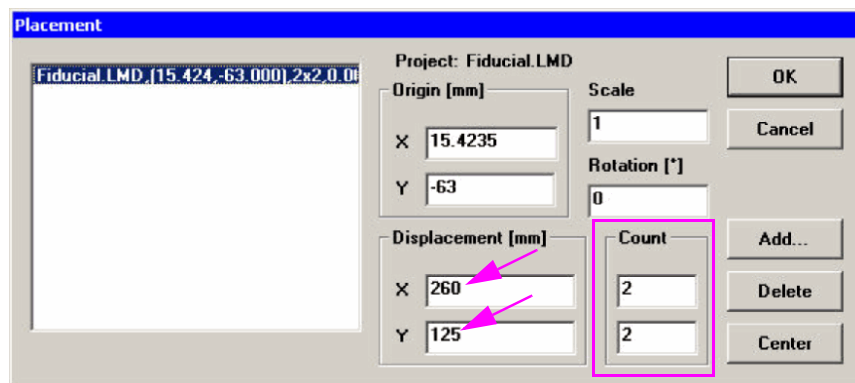 Placement
Fiducial.LMD,(15.424,-63.000),2x2,0.0
Project: Fiducial.LMD
Origin [mm]
X 15.4235
Y -63
Scale
1
Rotation [°]
0
Displacement [mm]
X 260
Y 125
Count
2
2
OK
Cancel
Add...
Delete
Center